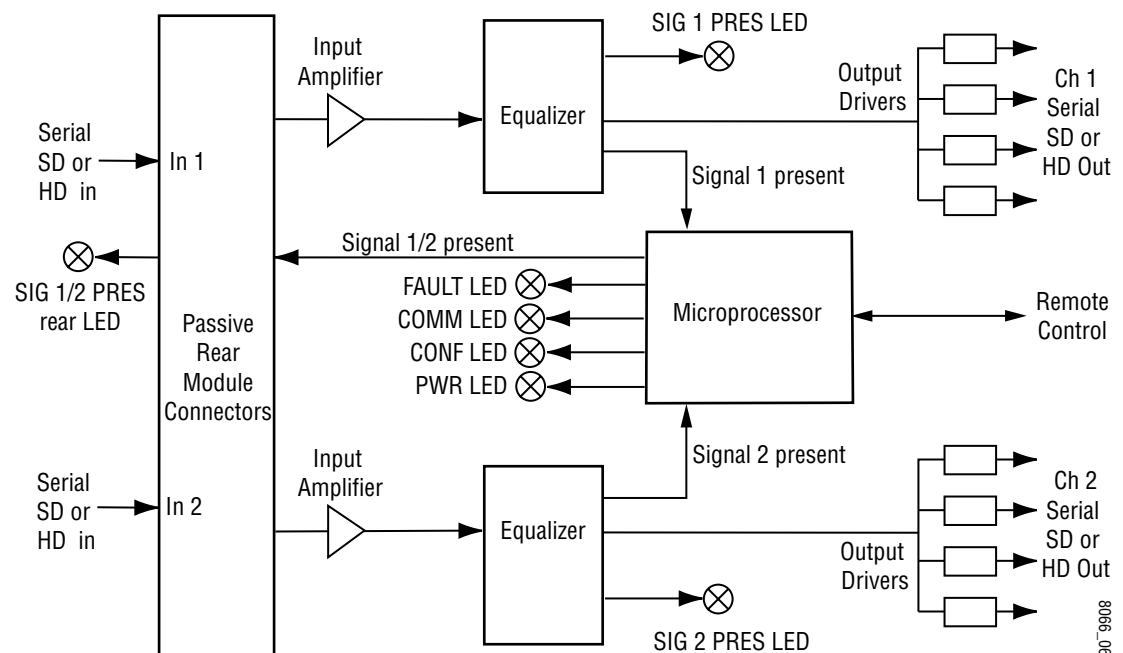 SIG 1 PRES LED
Input
Amplifier
Equalizer
Output
Drivers
Ch 1
Serial
SD or
HD Out
Serial
SD or
HD in
In 1
Signal 1 present
Signal 1/2 present
SIG 1/2 PRES
rear LED
FAULT LED
COMM LED
CONF LED
PWR LED
Microprocessor
Remote
Control
Passive
Rear
Module
Connectors
Signal 2 present
Input
Amplifier
Serial
SD or
HD in
In 2
Equalizer
Output
Drivers
Ch 2
Serial
SD or
HD Out
SIG 2 PRES LED